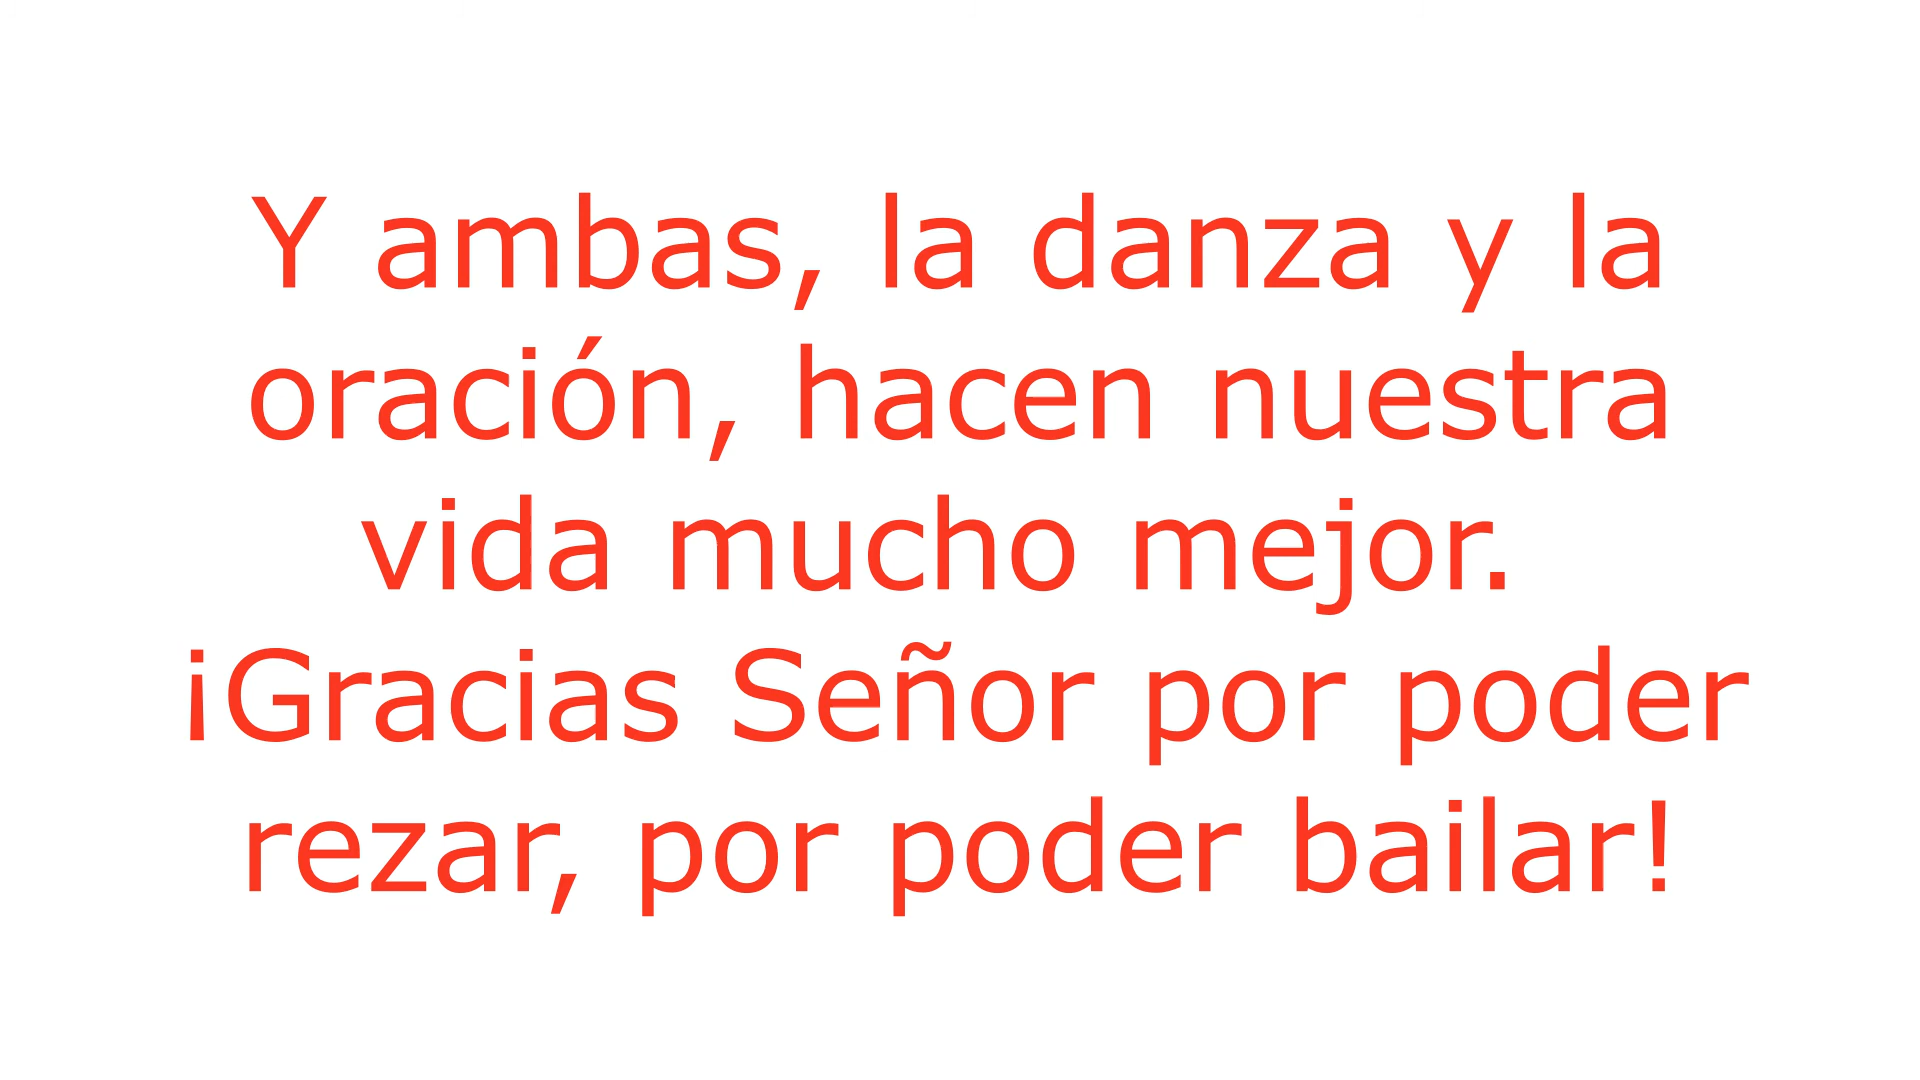 Y ambas, la danza y la
oración, hacen nuestra
vida mucho mejor.
¡Gracias Señor por poder
rezar, por poder bailar!